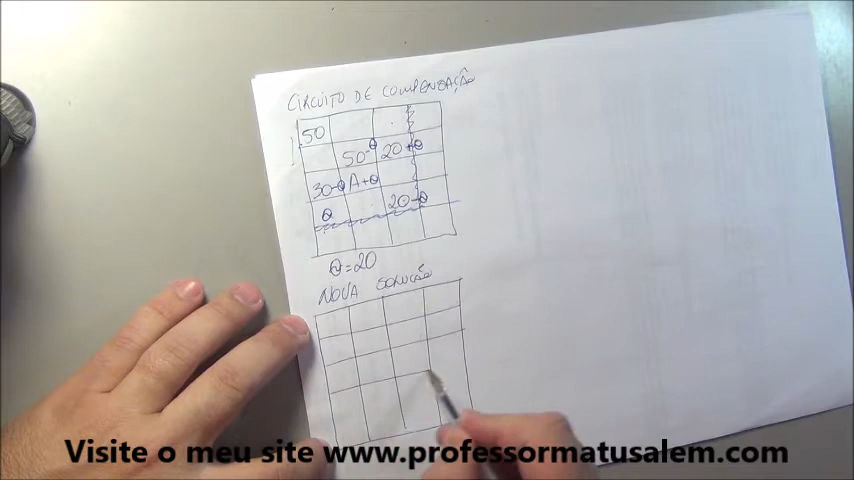 CIRCUITO DE COMPENSAÇÃO
50
50-θ 20+θ
30-θ A+θ
θ 20-θ
θ=20
NOVA SOLUÇÃO
Visite o meu site www.professormatusalem.com